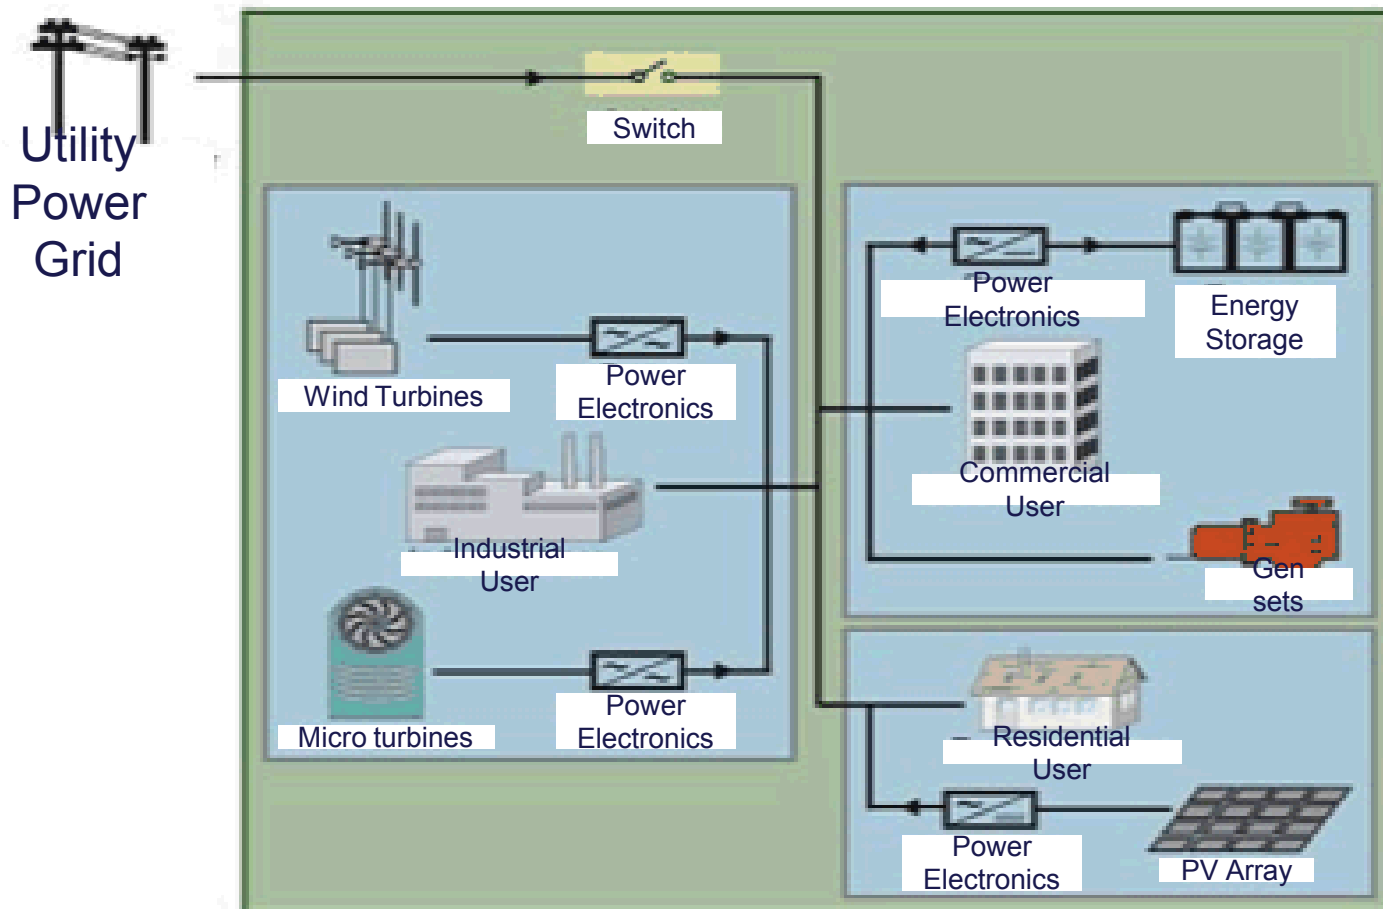 Utility
Power
Grid
Switch
Wind Turbines
Power
Electronics
Industrial
User
Micro turbines
Power
Electronics
Power
Electronics
Energy
Storage
Commercial
User
Gen
sets
Residential
User
Power
Electronics
PV Array